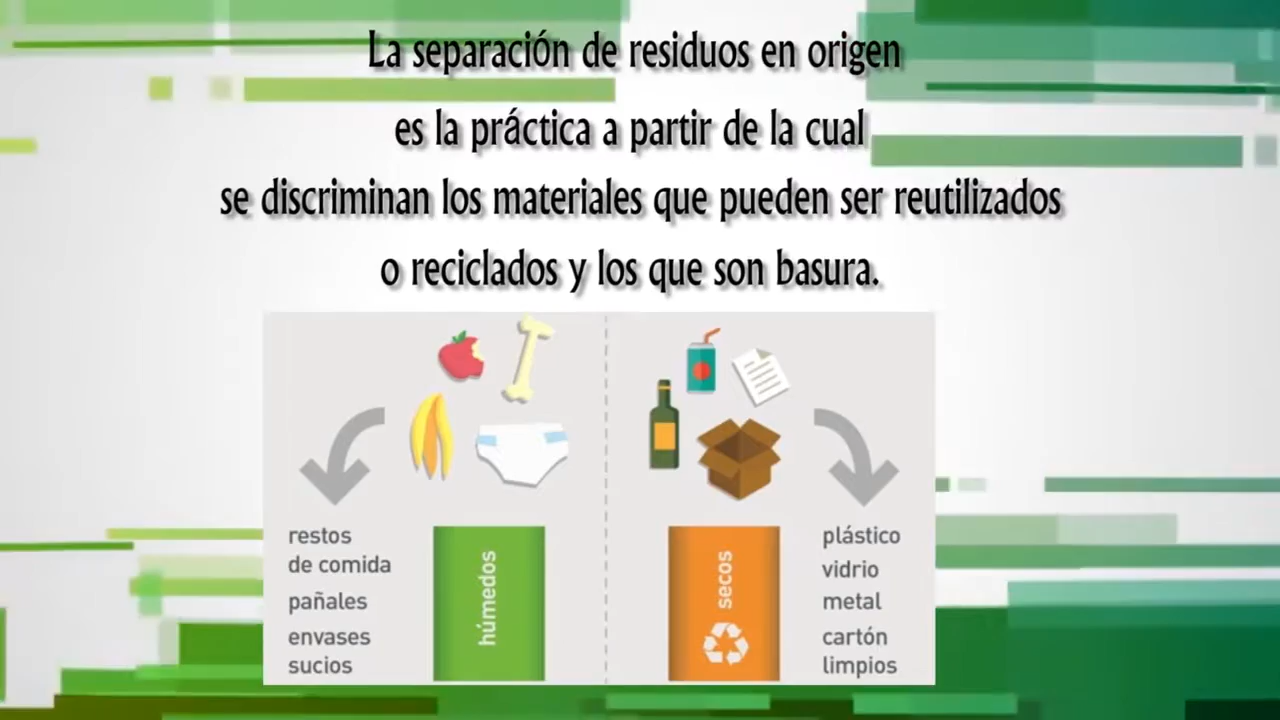 La separación de residuos en origen
es la práctica a partir de la cual
se discriminan los materiales que pueden ser reutilizados
o reciclados y los que son basura.
restos
de comida
pañales
envases
sucios
húmedos
secos
plástico
vidrio
metal
cartón
limpios